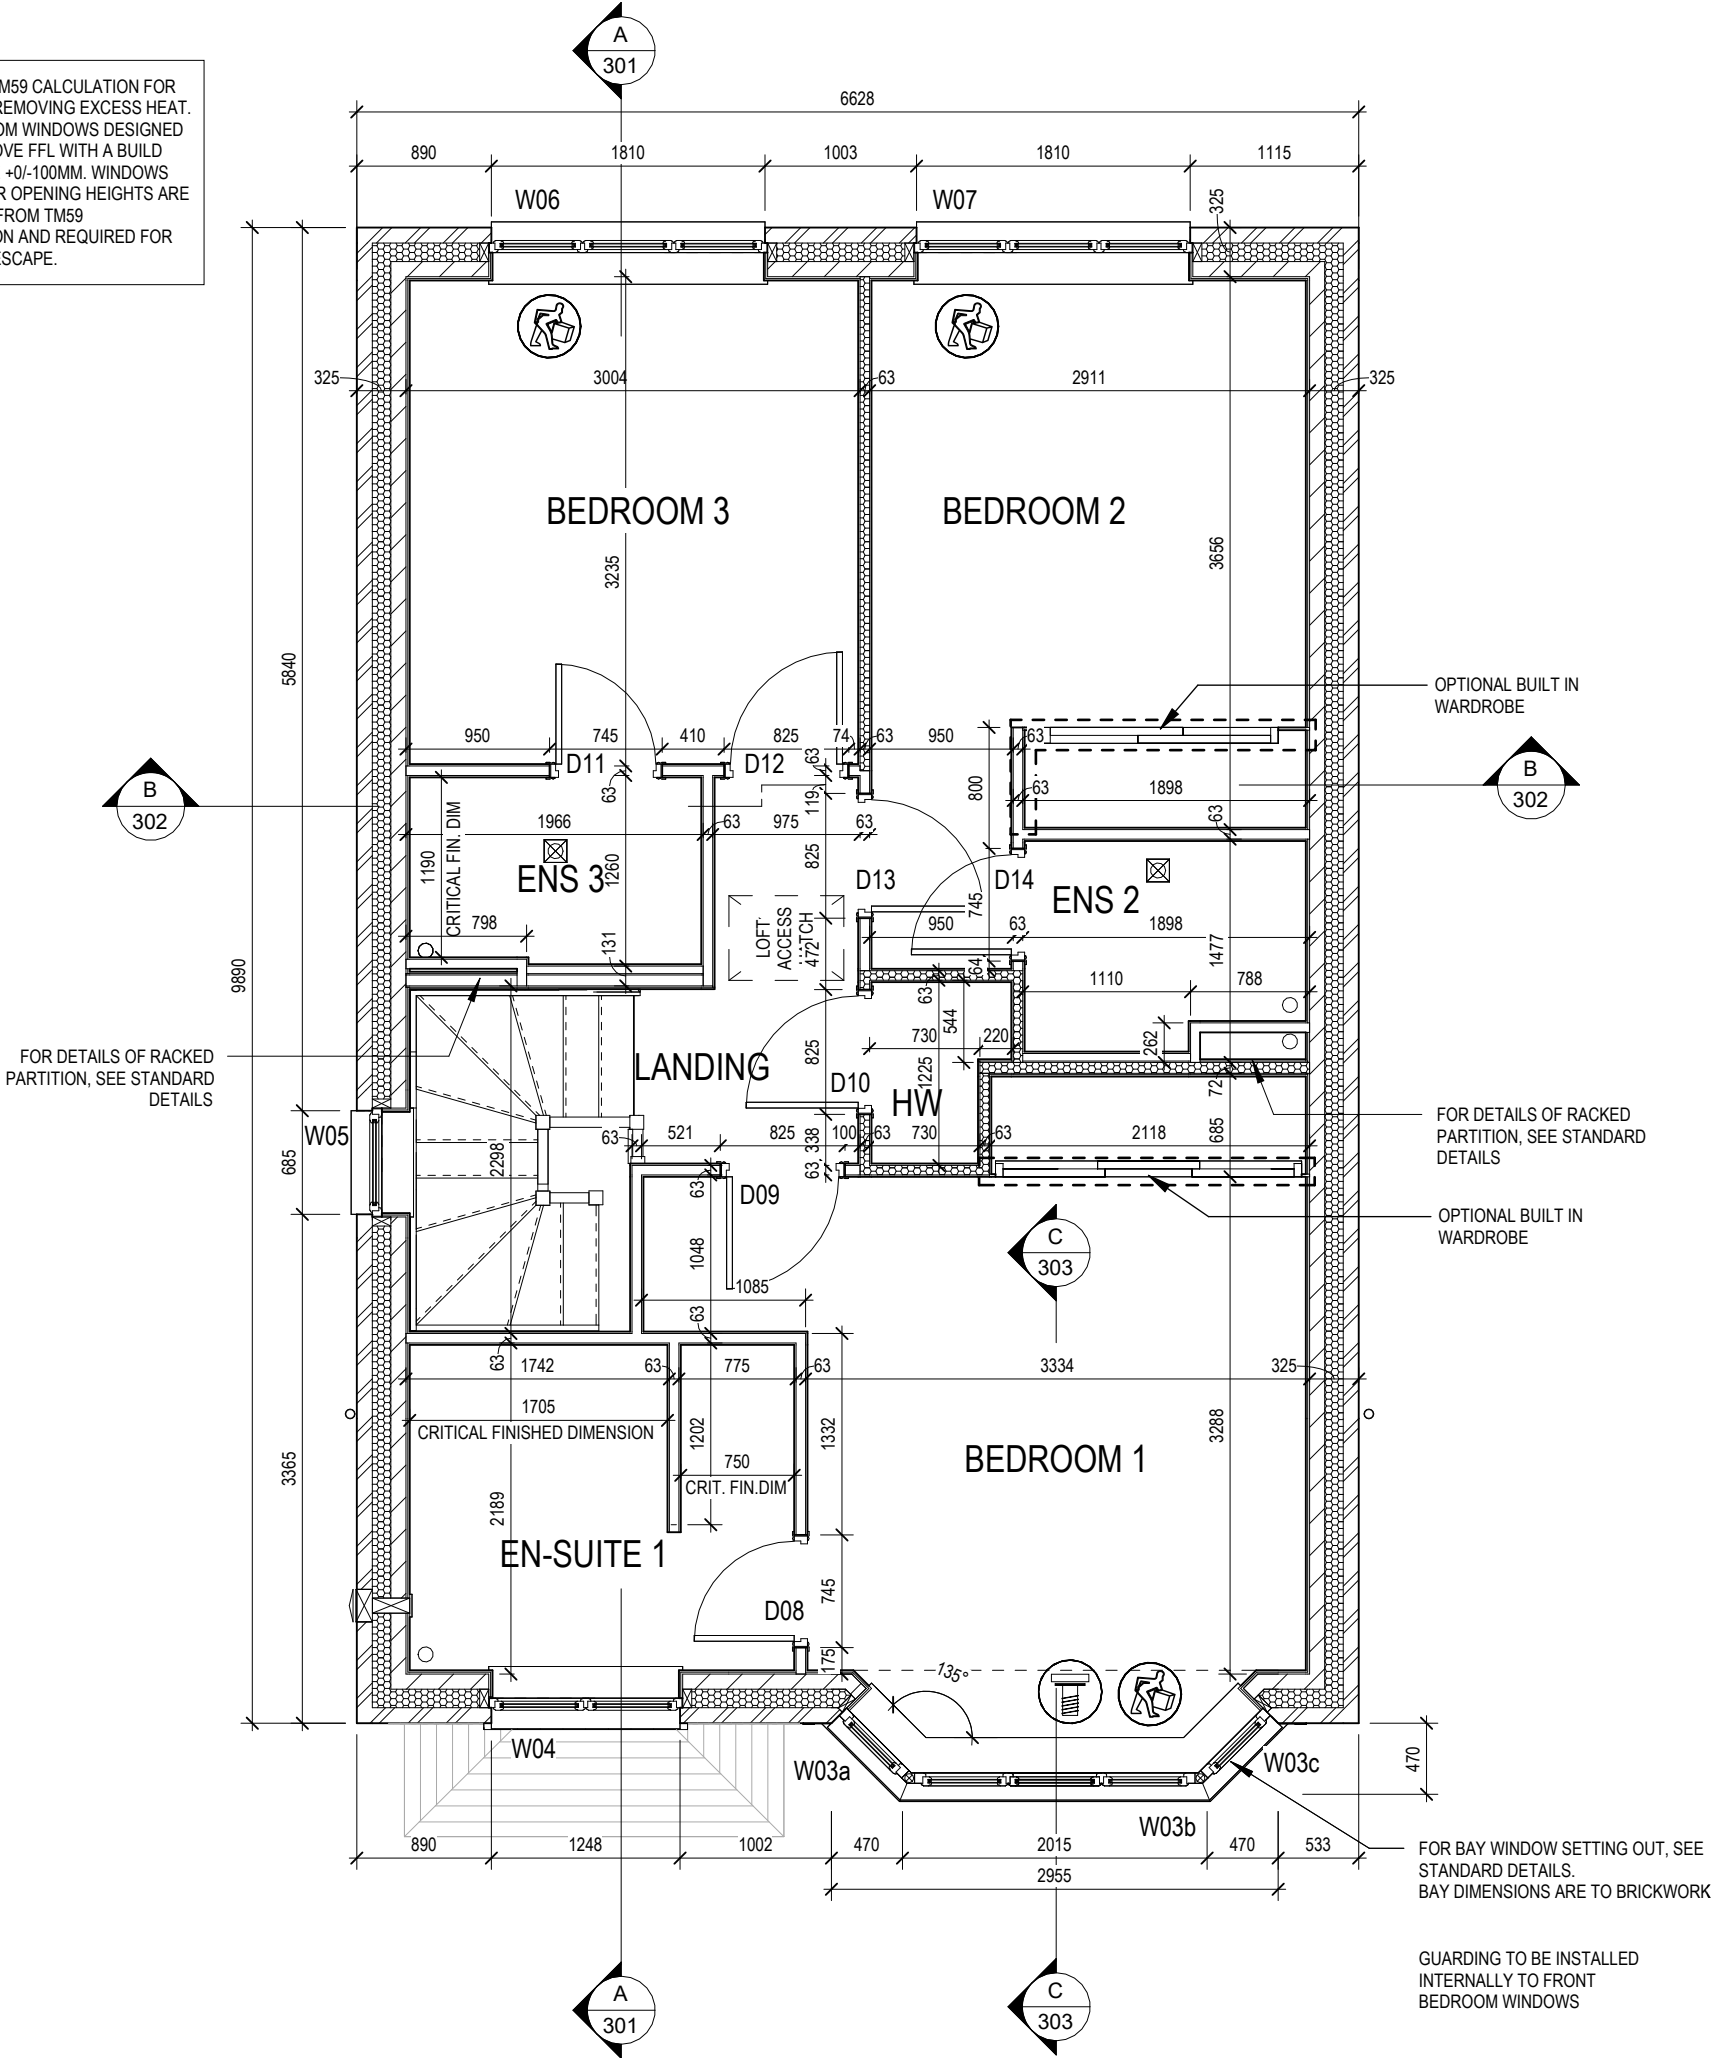 M59 CALCULATION FOR
REMOVING EXCESS HEAT.
OM WINDOWS DESIGNED
OVE FFL WITH A BUILD
+0/-100MM. WINDOWS
R OPENING HEIGHTS ARE
FROM TM59
ON AND REQUIRED FOR
ESCAPE.
A
301
6628
890 1810 1003 1810 1115
W06 W07
325
325 3004 63 2911 325
BEDROOM 3 BEDROOM 2
3235
3656
5840
9890
OPTIONAL BUILT IN
WARDROBE
950 745 410 825 74 63 950 63
D11 D12
63
63
B
302
B
302
800
63 1898
63
119
1966 63 975 63
1190
CRITICAL FIN. DIM
ENS 3
1260
825
D13 D14
745
ENS 2
798
131
LOFT
ACCESS
HATCH
472
950 63 1898
1477
64
1110 788
63
544
262
730 220
FOR DETAILS OF RACKED
PARTITION, SEE STANDARD
DETAILS
LANDING
825
D10
HW
1225
72
FOR DETAILS OF RACKED
PARTITION, SEE STANDARD
DETAILS
W05
685
63 521 825 100 63 730 63 2118
338
685
2298
63
63
D09
OPTIONAL BUILT IN
WARDROBE
C
303
1048
1085
63
63
1742 63 775 63 3334 325
1705
CRITICAL FINISHED DIMENSION
1202
1332
750
CRIT. FIN.DIM
3288
3365
BEDROOM 1
2189
EN-SUITE 1
745
D08
175
135°
W04
W03a
W03c
470
W03b
890 1248 1002 470 2015 470 533
2955
FOR BAY WINDOW SETTING OUT, SEE
STANDARD DETAILS.
BAY DIMENSIONS ARE TO BRICKWORK
GUARDING TO BE INSTALLED
INTERNALLY TO FRONT
BEDROOM WINDOWS
A
301
C
303